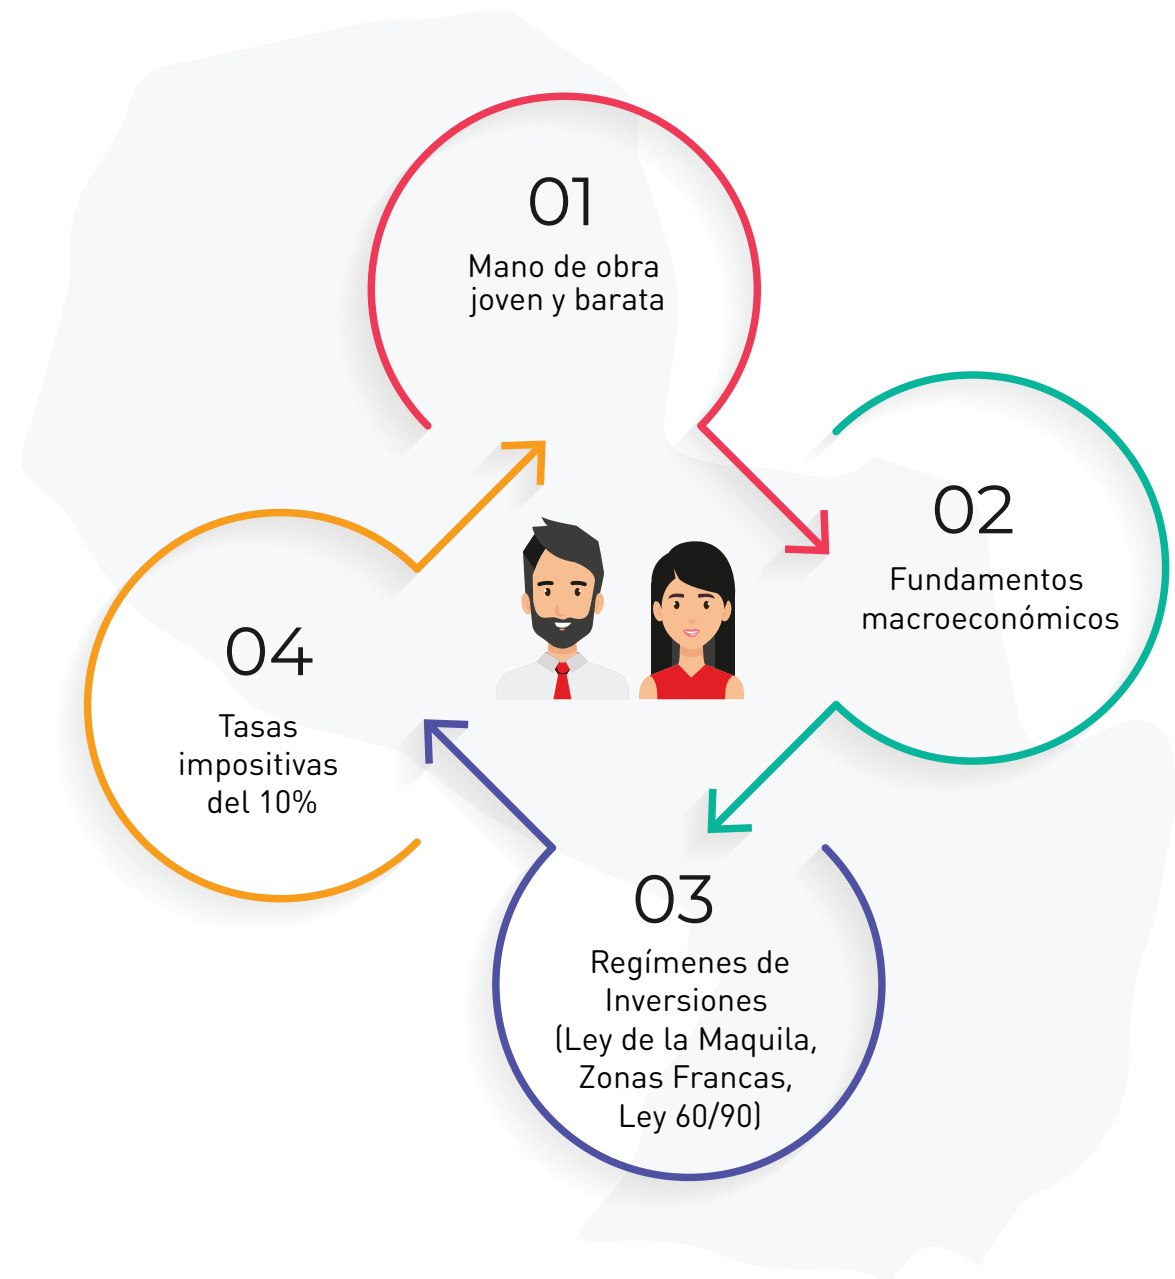 01
Mano de obra
joven y barata
02
Fundamentos
macroeconómicos
03
Regímenes de
Inversiones
(Ley de la Maquila,
Zonas Francas,
Ley 60/90)
04
Tasas
impositivas
del 10%